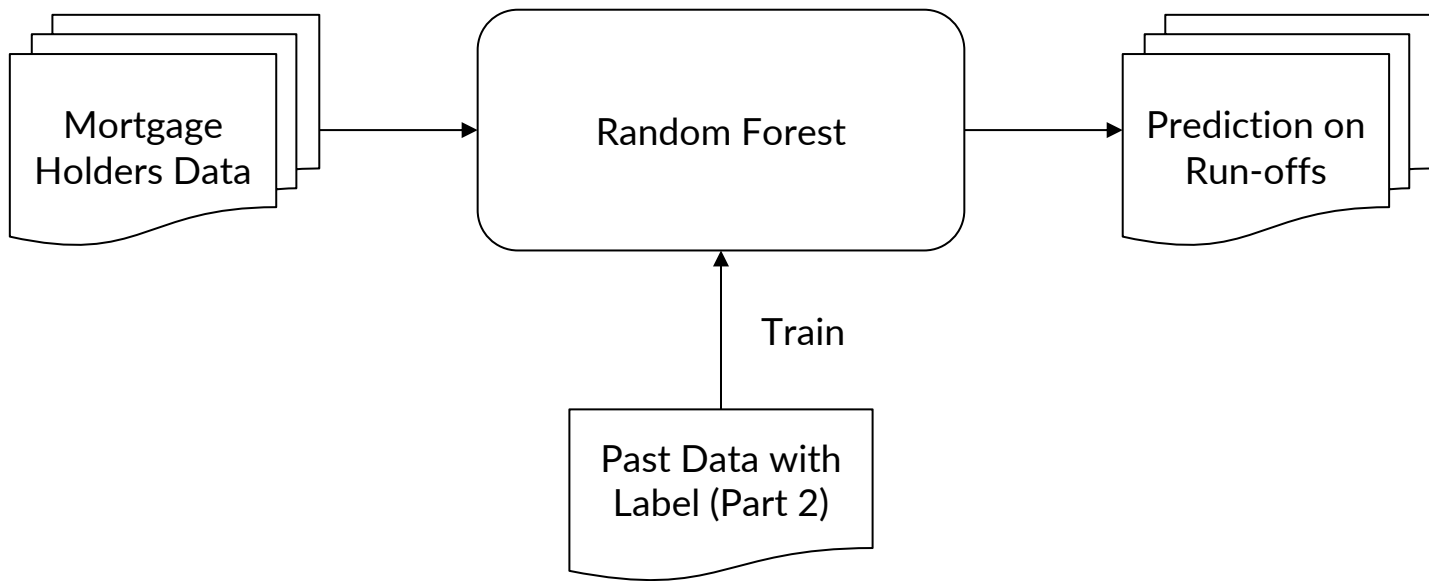 Mortgage
Holders Data
Random Forest
Prediction on
Run-offs
Train
Past Data with
Label (Part 2)